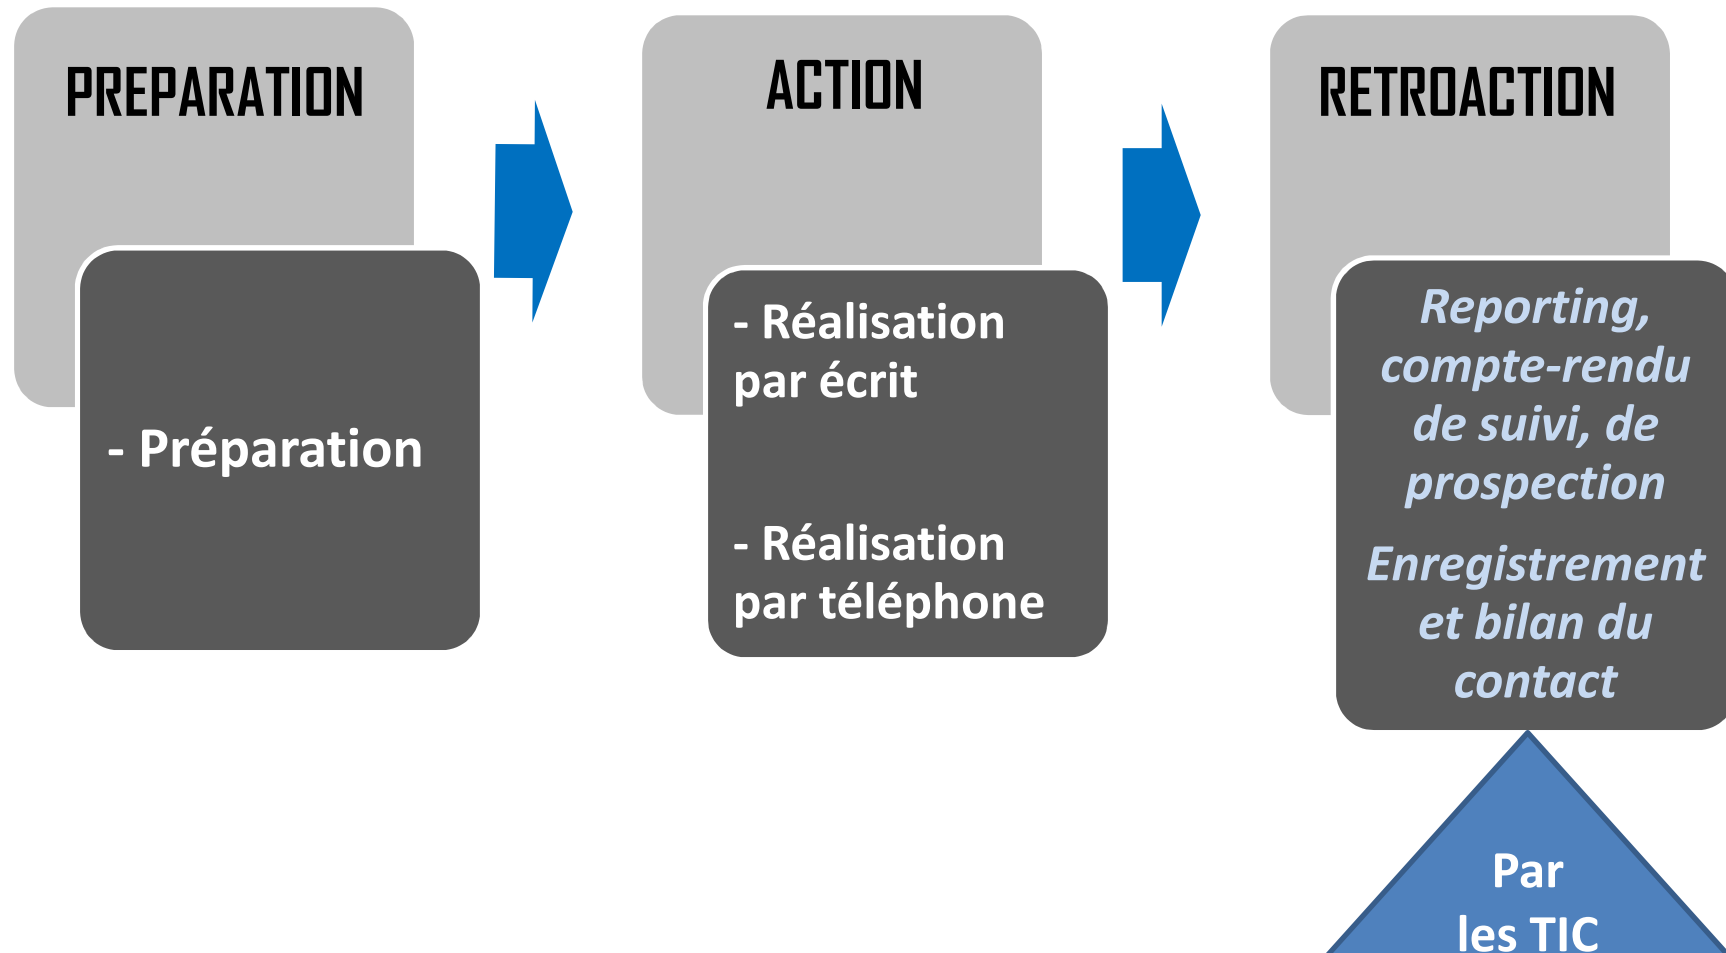 PREPARATION
- Préparation
ACTION
- Réalisation
par écrit
- Réalisation
par téléphone
RETROACTION
Reporting,
compte-rendu
de suivi, de
prospection
Enregistrement
et bilan du
contact
Par
les TIC